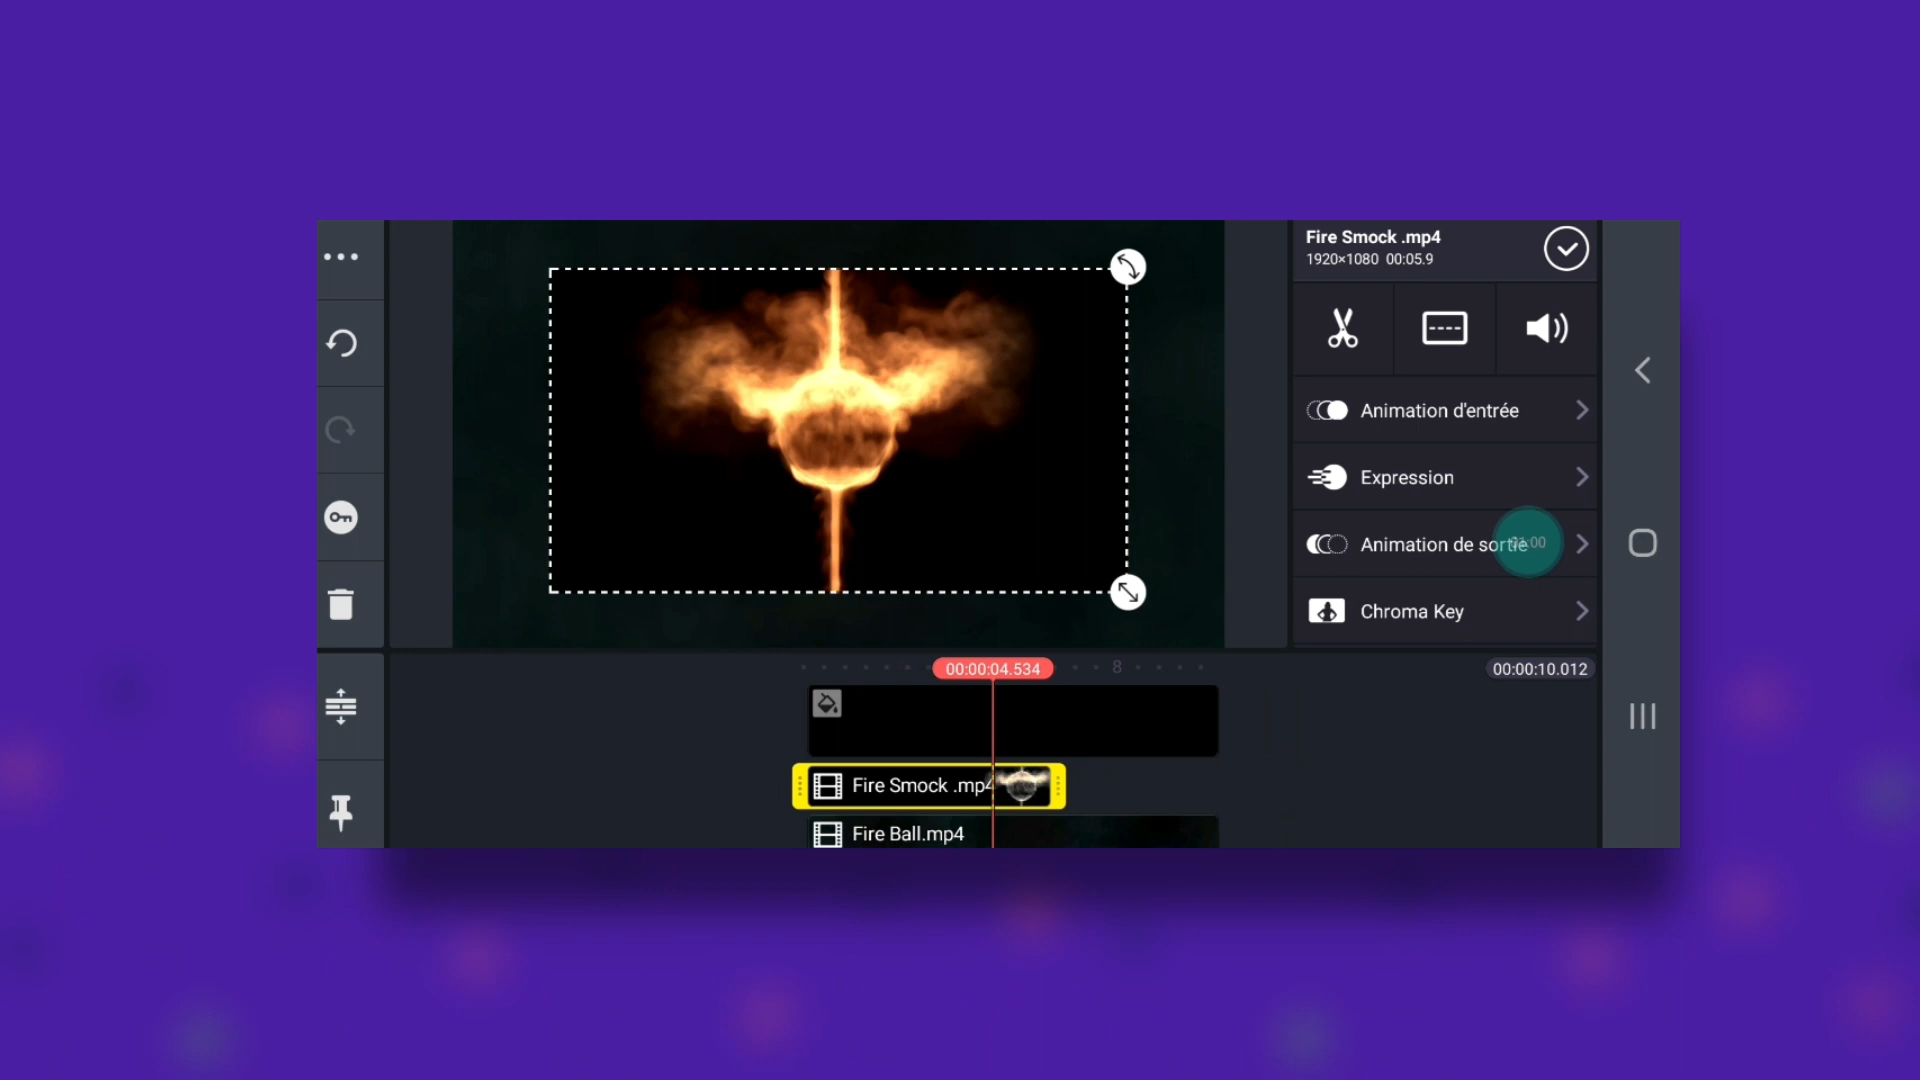 Fire Smock .mp4
1920×1080 00:05.9
Animation d'entrée
Expression
Animation de sortie
Chroma Key
00:00:04.534
8
00:00:10.012
Fire Smock .mp4
Fire Ball.mp4